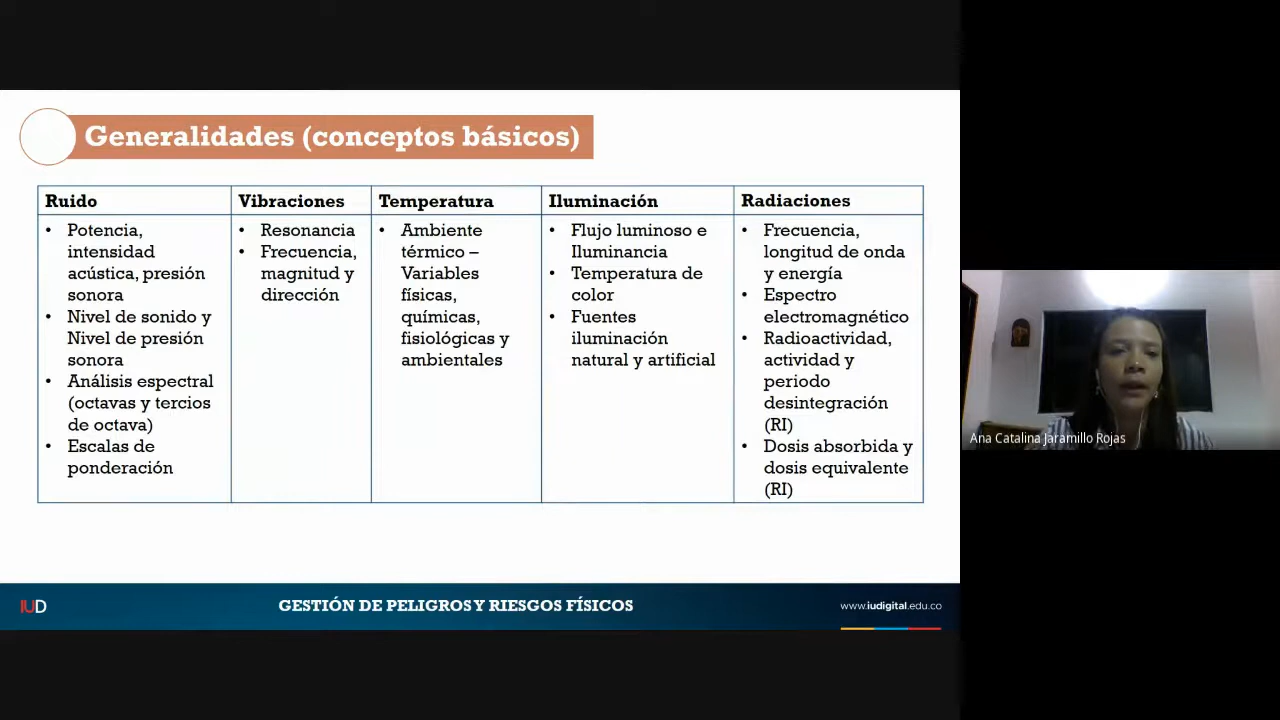 Generalidades (conceptos básicos)
Ruido
• Potencia,
intensidad
acústica, presión
sonora
• Nivel de sonido y
Nivel de presión
sonora
• Análisis espectral
(octavas y tercios
de octava)
• Escalas de
ponderación
Vibraciones
• Resonancia
• Frecuencia,
magnitud y
dirección
Temperatura
• Ambiente
térmico –
Variables
físicas,
químicas,
fisiológicas y
ambientales
Iluminación
• Flujo luminoso e
Iluminancia
• Temperatura de
color
• Fuentes
iluminación
natural y artificial
Radiaciones
• Frecuencia,
longitud de onda
y energía
• Espectro
electromagnético
• Radioactividad,
actividad y
periodo
desintegración
(RI)
• Dosis absorbida y
dosis equivalente
(RI)
Ana Catalina Jaramillo Rojas
IUD
GESTIÓN DE PELIGROS Y RIESGOS FÍSICOS
www.iudigital.edu.co